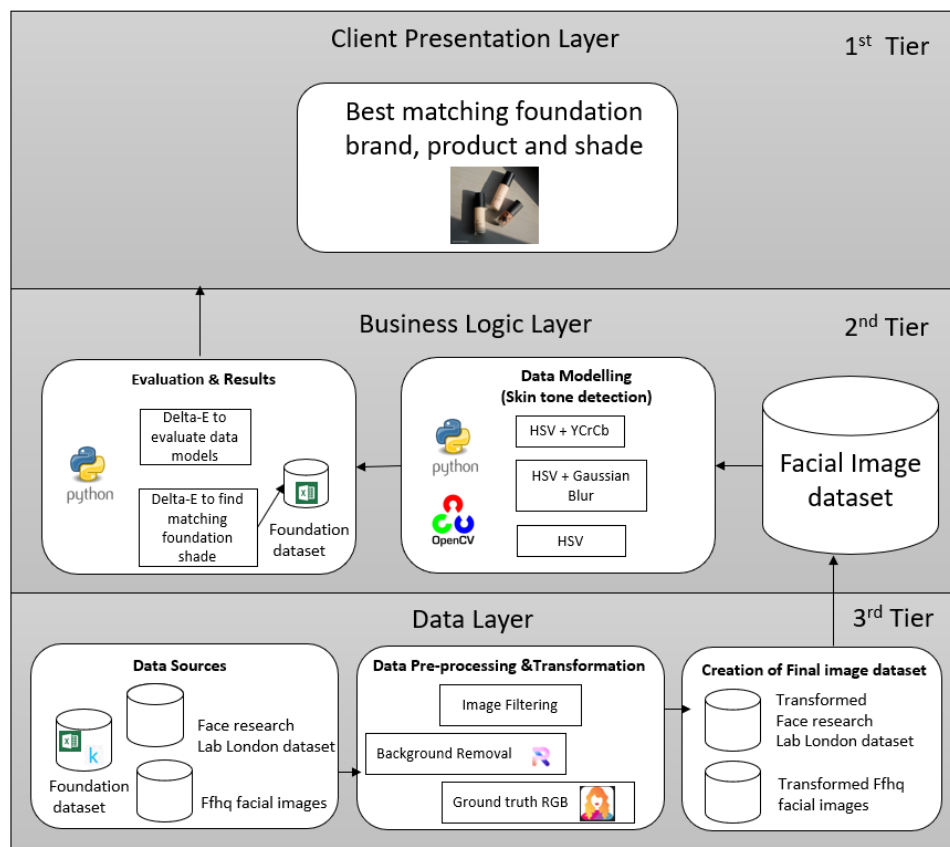 Client Presentation Layer
1st Tier
Best matching foundation
brand, product and shade
Business Logic Layer
2nd Tier
Evaluation & Results
Delta-E to
evaluate data
models
python
Delta-E to find
matching
foundation
shade
Foundation
dataset
Data Modelling
(Skin tone detection)
HSV + YCrCb
python
HSV + Gaussian
Blur
OpenCV
HSV
Facial Image
dataset
Data Layer
3rd Tier
Data Sources
Face research
Lab London dataset
k
Foundation
dataset
Ffhq facial images
Data Pre-processing &Transformation
Image Filtering
Background Removal
Ground truth RGB
Creation of Final image dataset
Transformed
Face research
Lab London dataset
Transformed Ffhq
facial images